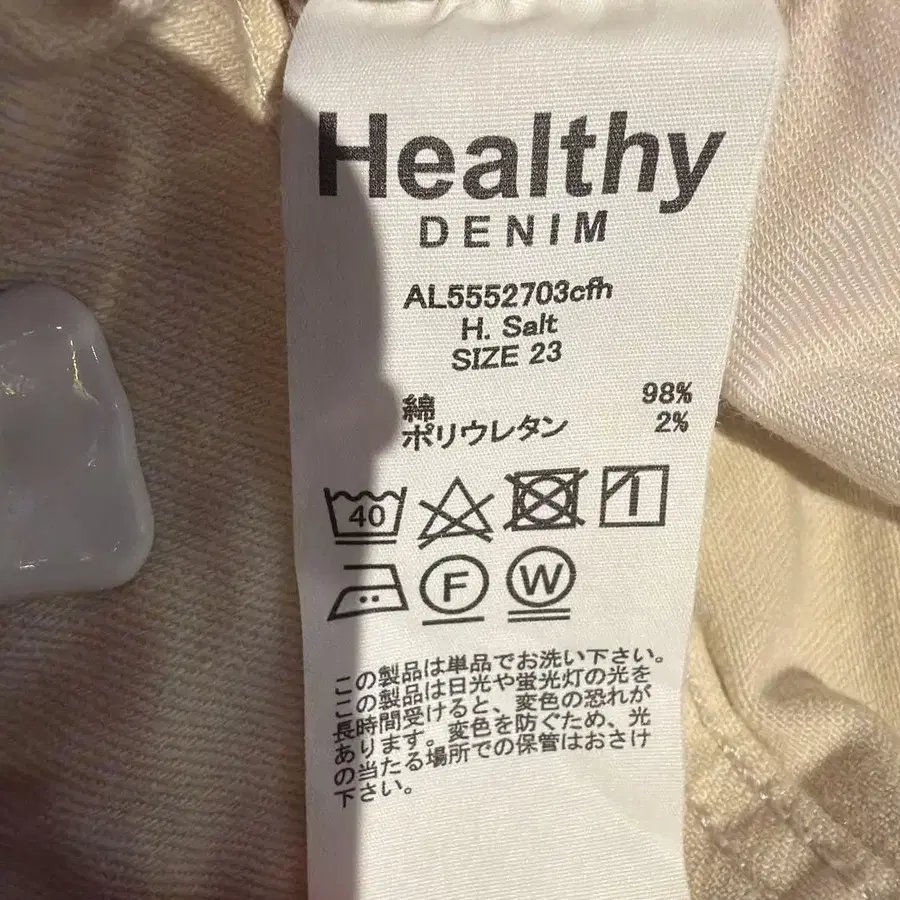 Healthy
DENIM
AL5552703cfh
H. Salt
SIZE 23
綿 98%
ポリウレタン 2%
40
F W
この製品は単品でお洗い下さい。
この製品は日光や蛍光灯の光を
長時間受けると、変色の恐れが
あります。変色を防ぐため、光
の当たる場所での保管はおさけ
下さい。